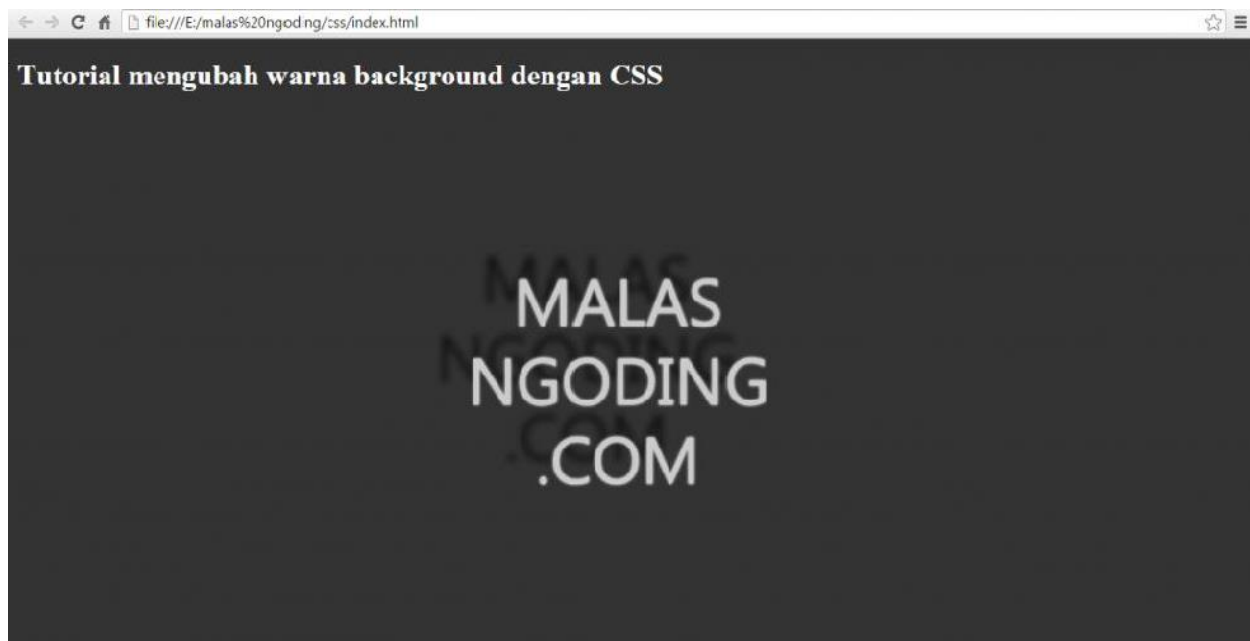 file:///E:/malas%20ngoding/css/index.html
Tutorial mengubah warna background dengan CSS
MALAS
NGODING
.COM